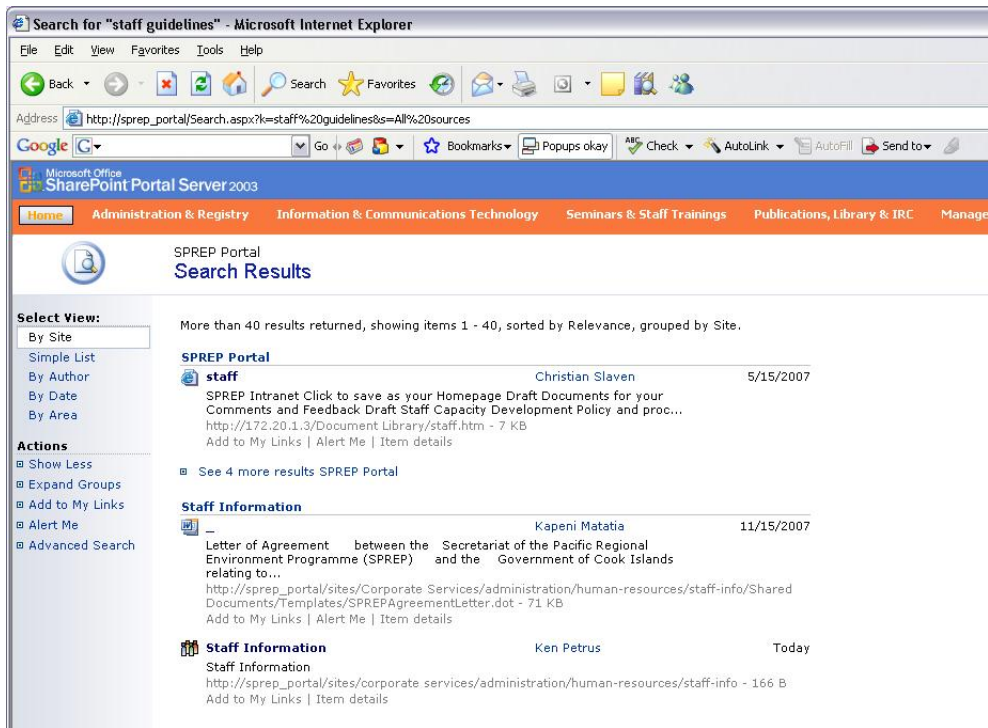 Search for "staff guidelines" - Microsoft Internet Explorer
File Edit View Favorites Tools Help
Back Search Favorites
Address http://sprep_portal/Search.aspx?k=staff%20guidelines&s=All%20sources
Google G Go Bookmarks Popups okay ABC Check AutoLink AutoFill Send to
Microsoft Office
SharePoint Portal Server 2003
Home Administration & Registry Information & Communications Technology Seminars & Staff Trainings Publications, Library & IRC Manage
SPREP Portal
Search Results
Select View:
By Site
Simple List
By Author
By Date
By Area
Actions
Show Less
Expand Groups
Add to My Links
Alert Me
Advanced Search
More than 40 results returned, showing items 1 - 40, sorted by Relevance, grouped by Site.
SPREP Portal
staff Christian Slaven 5/15/2007
SPREP Intranet Click to save as your Homepage Draft Documents for your
Comments and Feedback Draft Staff Capacity Development Policy and proc...
http://172.20.1.3/Document Library/staff.htm - 7 KB
Add to My Links | Alert Me | Item details
See 4 more results SPREP Portal
Staff Information
_ Kapeni Matatia 11/15/2007
Letter of Agreement between the Secretariat of the Pacific Regional
Environment Programme (SPREP) and the Government of Cook Islands
relating to...
http://sprep_portal/sites/Corporate Services/administration/human-resources/staff-info/Shared
Documents/Templates/SPREPAgreementLetter.dot - 71 KB
Add to My Links | Alert Me | Item details
Staff Information Ken Petrus Today
Staff Information
http://sprep_portal/sites/corporate services/administration/human-resources/staff-info - 166 B
Add to My Links | Item details